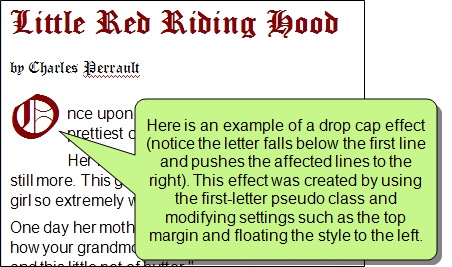 Little Red Riding Hood
by Charles Perrault
Once upon
prettiest
Her
still more. This
girl so extremely
One day her moth
how your grandmo
and this little pot of butter."
Here is an example of a drop cap effect
(notice the letter falls below the first line
and pushes the affected lines to the
right). This effect was created by using
the first-letter pseudo class and
modifying settings such as the top
margin and floating the style to the left.